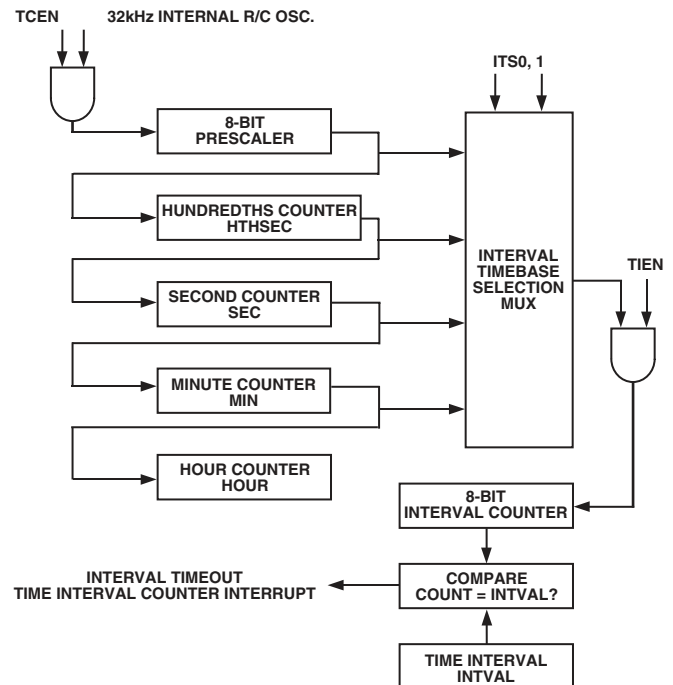 TCEN 32kHz INTERNAL R/C OSC.
ITS0, 1
8-BIT
PRESCALER
HUNDREDTHS COUNTER
HTHSEC
INTERVAL
TIMEBASE
SELECTION
MUX
TIEN
SECOND COUNTER
SEC
MINUTE COUNTER
MIN
HOUR COUNTER
HOUR
8-BIT
INTERVAL COUNTER
INTERVAL TIMEOUT
TIME INTERVAL COUNTER INTERRUPT
COMPARE
COUNT = INTVAL?
TIME INTERVAL
INTVAL